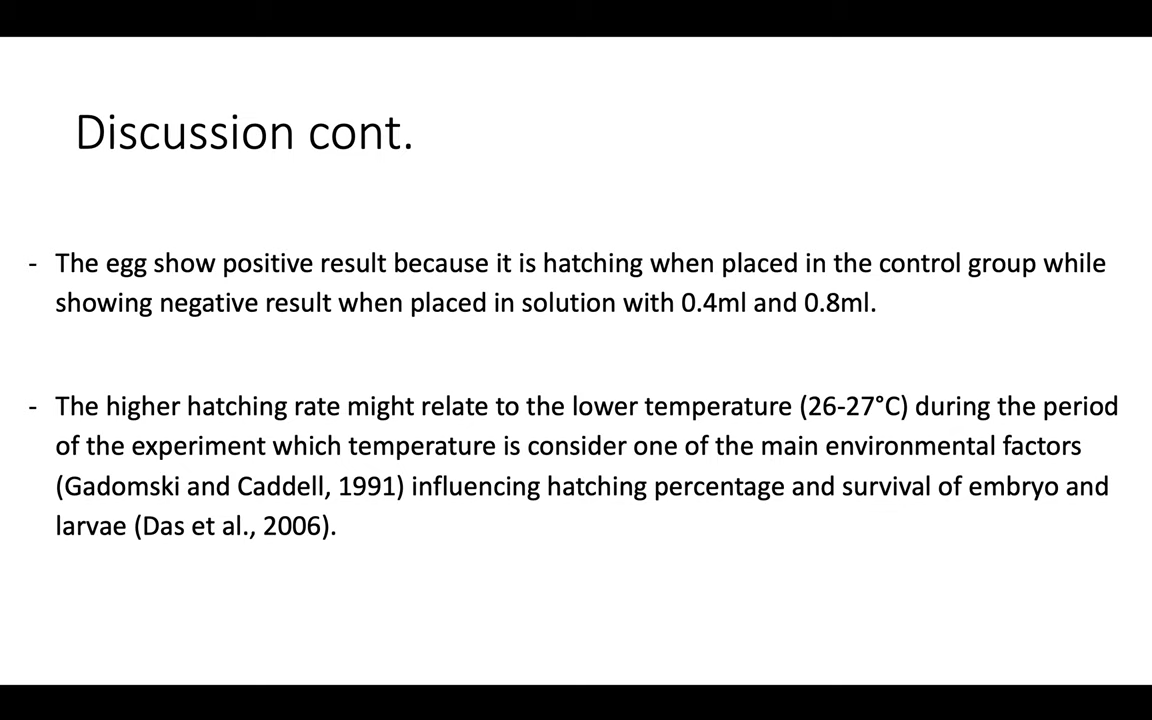 Discussion cont.
- The egg show positive result because it is hatching when placed in the control group while
showing negative result when placed in solution with 0.4ml and 0.8ml.
- The higher hatching rate might relate to the lower temperature (26-27°C) during the period
of the experiment which temperature is consider one of the main environmental factors
(Gadomski and Caddell, 1991) influencing hatching percentage and survival of embryo and
larvae (Das et al., 2006).